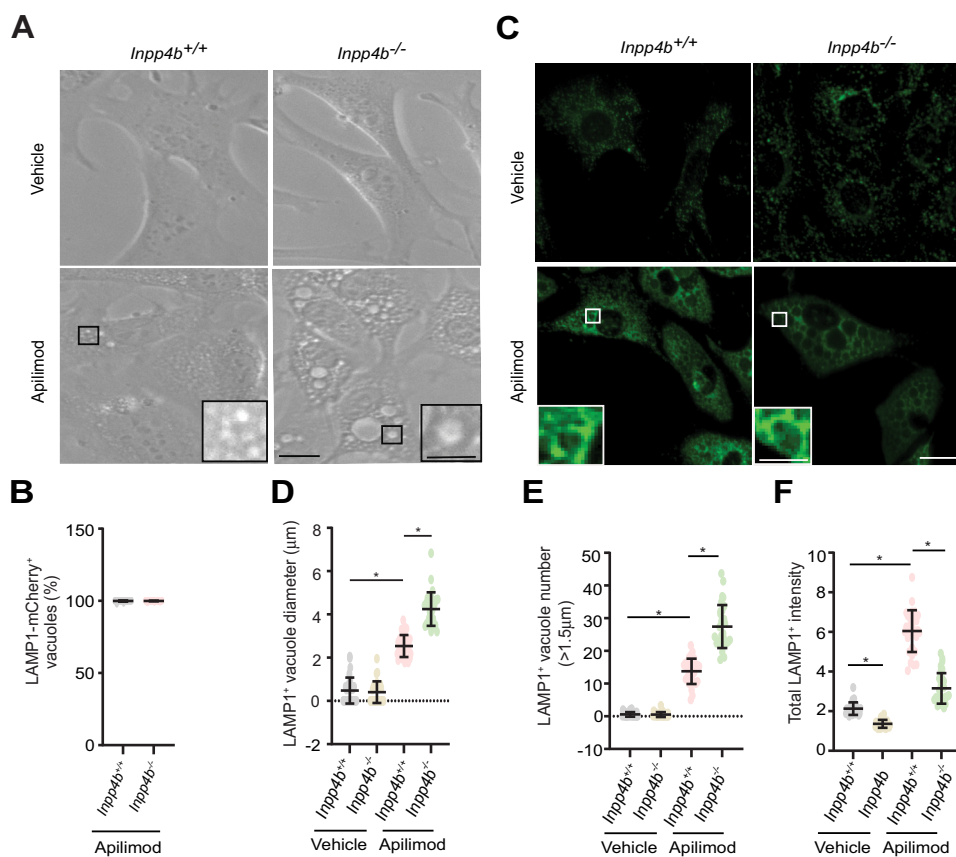 A
Inpp4b+/+
Inpp4b-/-
Vehicle
Apilimod
C
Inpp4b+/+
Inpp4b-/-
Vehicle
Apilimod
B
LAMP1-mCherry+
vacuoles (%)
150
100
50
0
Inpp4b+/+
Inpp4b-/-
Apilimod
D
LAMP1+ vacuole diameter (µm)
8
6
4
2
0
-2
*
*
Inpp4b+/+
Inpp4b-/-
Inpp4b+/+
Inpp4b-/-
Vehicle
Apilimod
E
LAMP1+ vacuole number
(>1.5µm)
50
40
30
20
10
0
-10
*
*
Inpp4b+/+
Inpp4b-/-
Inpp4b+/+
Inpp4b-/-
Vehicle
Apilimod
F
Total LAMP1+ intensity
10
8
6
4
2
0
*
*
*
*
Inpp4b+/+
Inpp4b
Inpp4b+/+
Inpp4b-/-
Vehicle
Apilimod